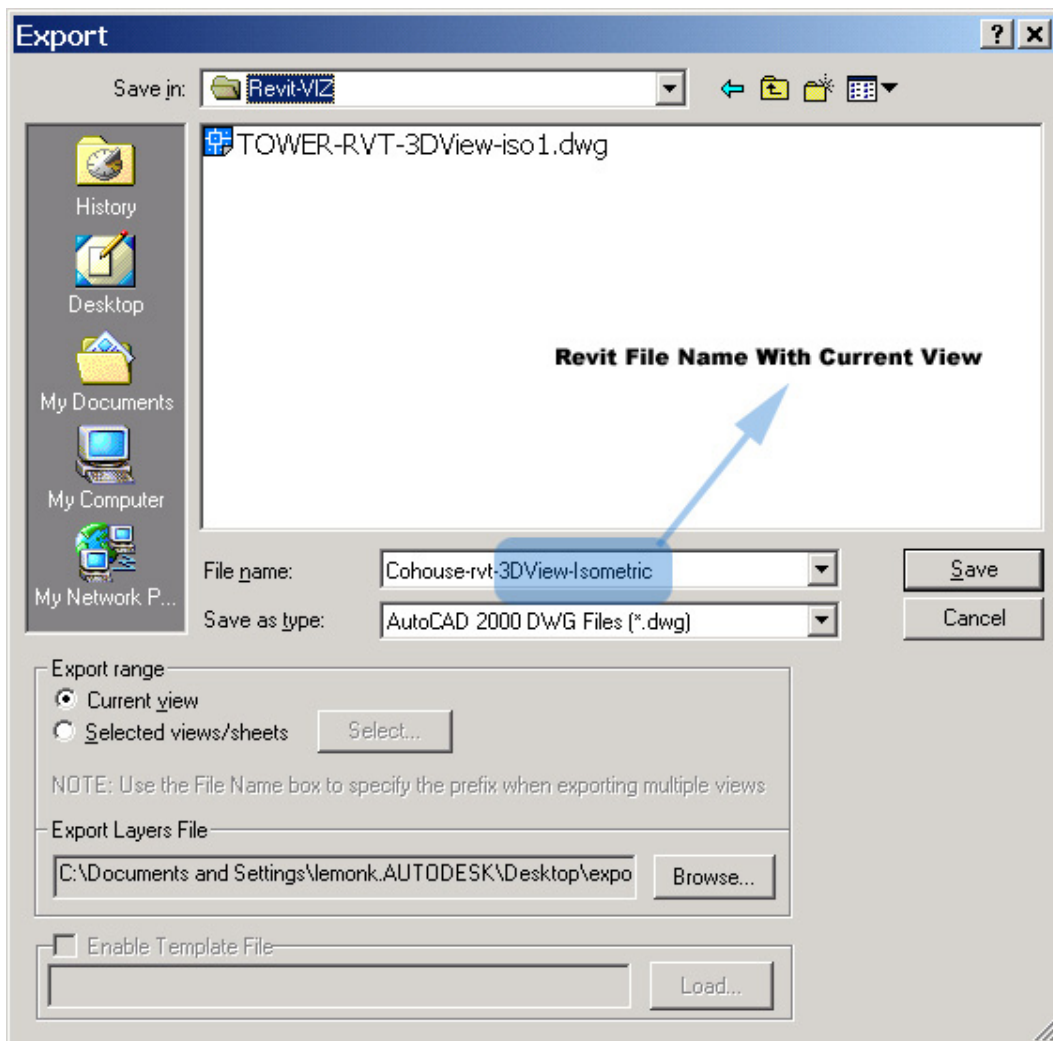 Export
Save in: Revit-VIZ
TOWER-RVT-3DView-iso1.dwg
History
Desktop
My Documents
My Computer
My Network P...
Revit File Name With Current View
File name: Cohouse-rvt-3DView-Isometric Save
Save as type: AutoCAD 2000 DWG Files (*.dwg) Cancel
Export range
Current view
Selected views/sheets Select...
NOTE: Use the File Name box to specify the prefix when exporting multiple views
Export Layers File
C:\Documents and Settings\lemonk.AUTODESK\Desktop\expo Browse...
Enable Template File
Load...